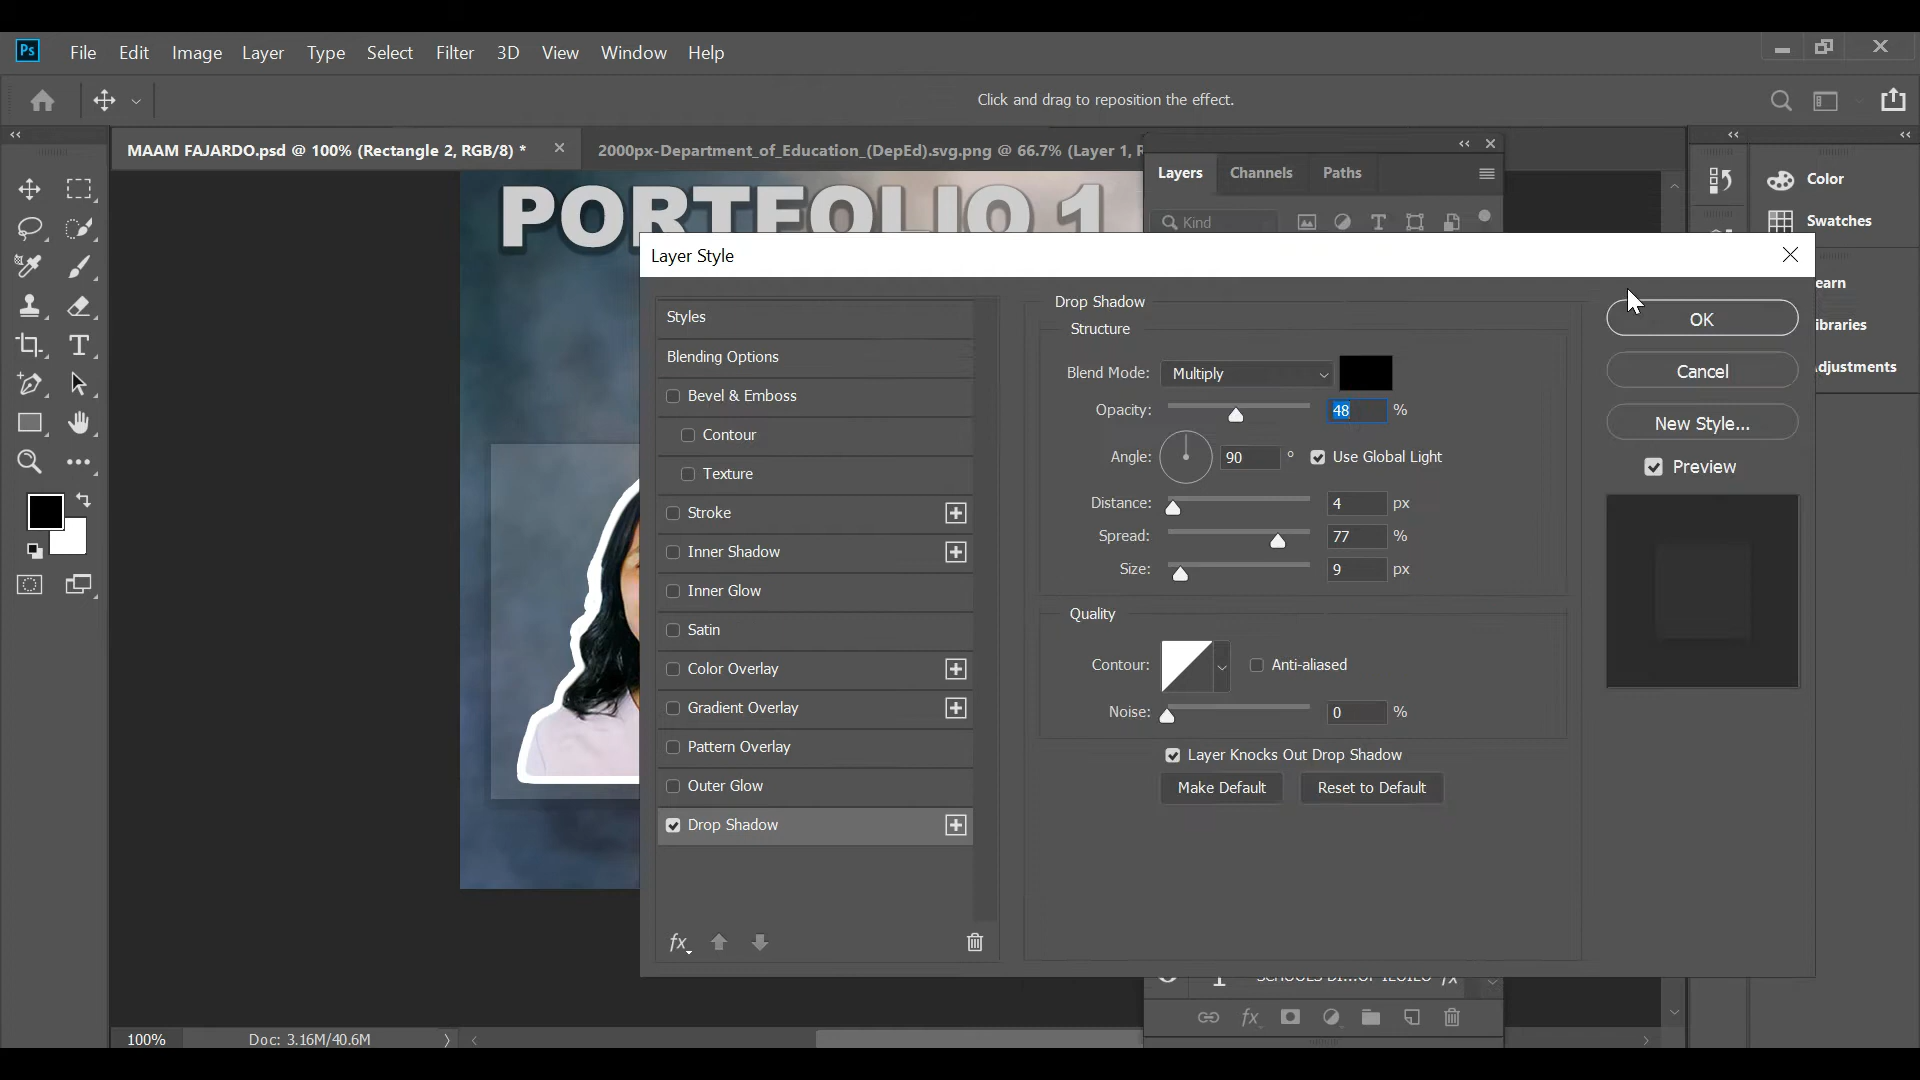 Ps File Edit Image Layer Type Select Filter 3D View Window Help
Click and drag to reposition the effect.
MAAM FAJARDO.psd @ 100% (Rectangle 2, RGB/8) *
2000px-Department_of_Education_(DepEd).svg.png @ 66.7% (Layer 1, R
Layers Channels Paths
Kind
Color
Swatches
earn
ibraries
djustments
PORTFOLIO 1
Layer Style
Styles
Blending Options
Bevel & Emboss
Contour
Texture
Stroke
Inner Shadow
Inner Glow
Satin
Color Overlay
Gradient Overlay
Pattern Overlay
Outer Glow
Drop Shadow
fx
Drop Shadow
Structure
Blend Mode: Multiply
Opacity: 48 %
Angle: 90 ° Use Global Light
Distance: 4 px
Spread: 77 %
Size: 9 px
Quality
Contour: Anti-aliased
Noise: 0 %
Layer Knocks Out Drop Shadow
Make Default Reset to Default
OK
Cancel
New Style...
Preview
100% Doc: 3.16M/40.6M